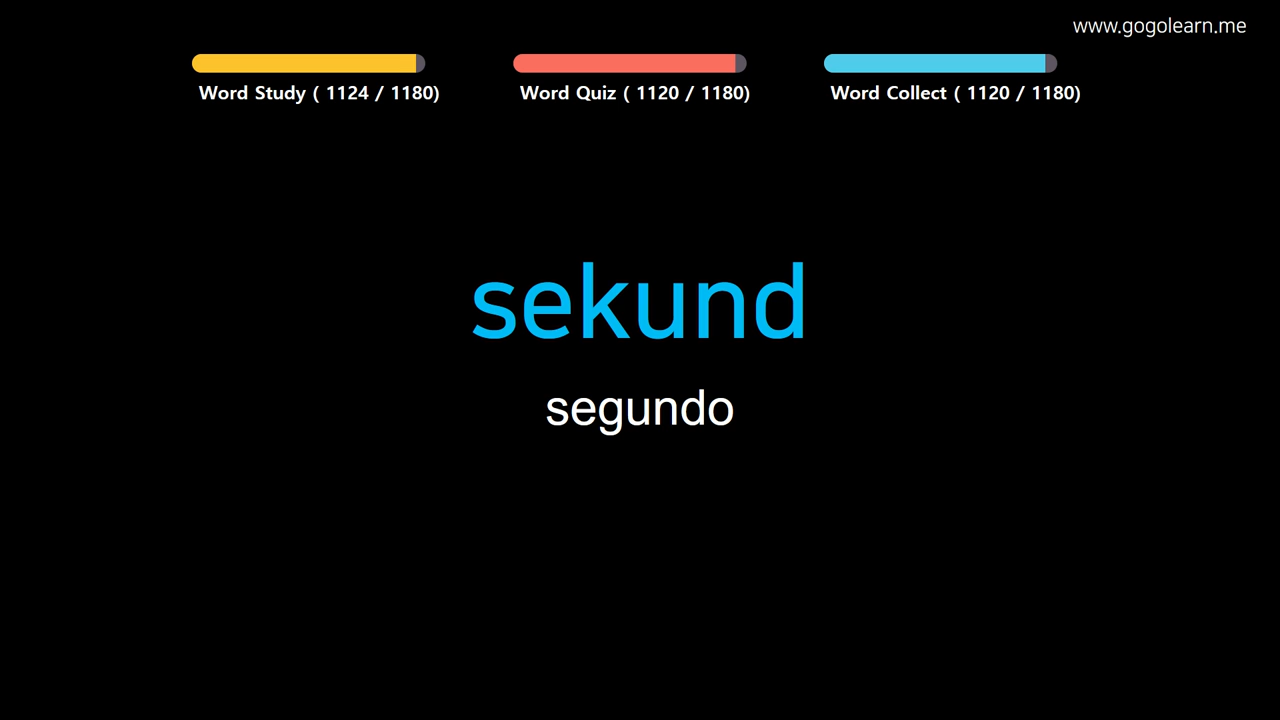 www.gogolearn.me
Word Study ( 1124 / 1180)
Word Quiz ( 1120 / 1180)
Word Collect ( 1120 / 1180)
sekund
segundo